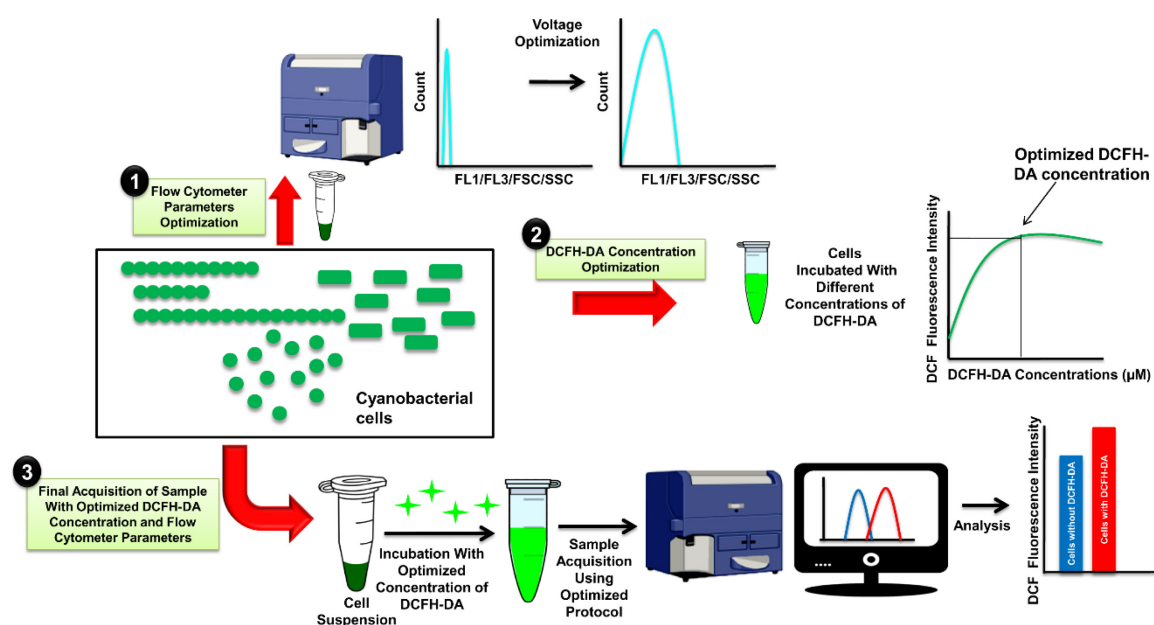 1
Flow Cytometer
Parameters
Optimization
Count
FL1/FL3/FSC/SSC
Voltage
Optimization
Count
FL1/FL3/FSC/SSC
2
DCFH-DA Concentration
Optimization
Cells
Incubated With
Different
Concentrations of
DCFH-DA
Optimized DCFH-
DA concentration
DCF Fluorescence Intensity
DCFH-DA Concentrations (µM)
Cyanobacterial
cells
3
Final Acquisition of Sample
With Optimized DCFH-DA
Concentration and Flow
Cytometer Parameters
Cell
Suspension
Incubation With
Optimized
Concentration of
DCFH-DA
Sample
Acquisition
Using
Optimized
Protocol
Analysis
DCF Fluorescence Intensity
Cells without DCFH-DA
Cells with DCFH-DA